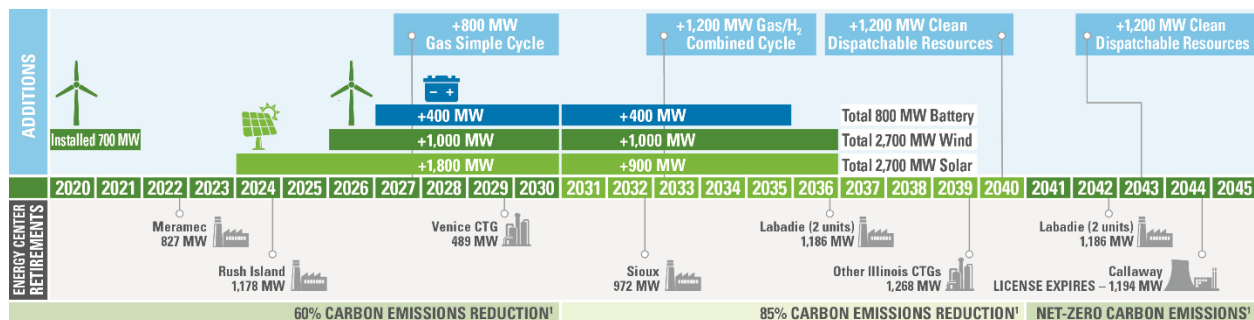 ADDITIONS
+800 MW
Gas Simple Cycle
+1,200 MW Gas/H₂
Combined Cycle
+1,200 MW Clean
Dispatchable Resources
+1,200 MW Clean
Dispatchable Resources
+400 MW
+400 MW
Total 800 MW Battery
Installed 700 MW
+1,000 MW
+1,000 MW
Total 2,700 MW Wind
+1,800 MW
+900 MW
Total 2,700 MW Solar
2020 2021 2022 2023 2024 2025 2026 2027 2028 2029 2030 2031 2032 2033 2034 2035 2036 2037 2038 2039 2040 2041 2042 2043 2044 2045
ENERGY CENTER
RETIREMENTS
Meramec
827 MW
Rush Island
1,178 MW
Venice CTG
489 MW
Sioux
972 MW
Labadie (2 units)
1,186 MW
Other Illinois CTGs
1,268 MW
Labadie (2 units)
1,186 MW
Callaway
LICENSE EXPIRES – 1,194 MW
60% CARBON EMISSIONS REDUCTION¹
85% CARBON EMISSIONS REDUCTION¹
NET-ZERO CARBON EMISSIONS¹